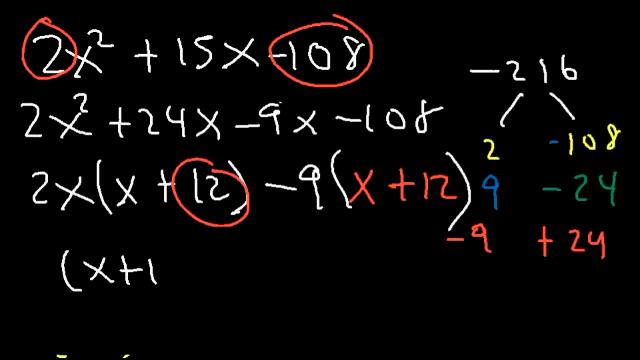 2x² + 15x - 108
2x² + 24x - 9x - 108
2x(x + 12) - 9(x + 12)
(x + 1
- 216
2 -108
9 - 24
- 9 + 24